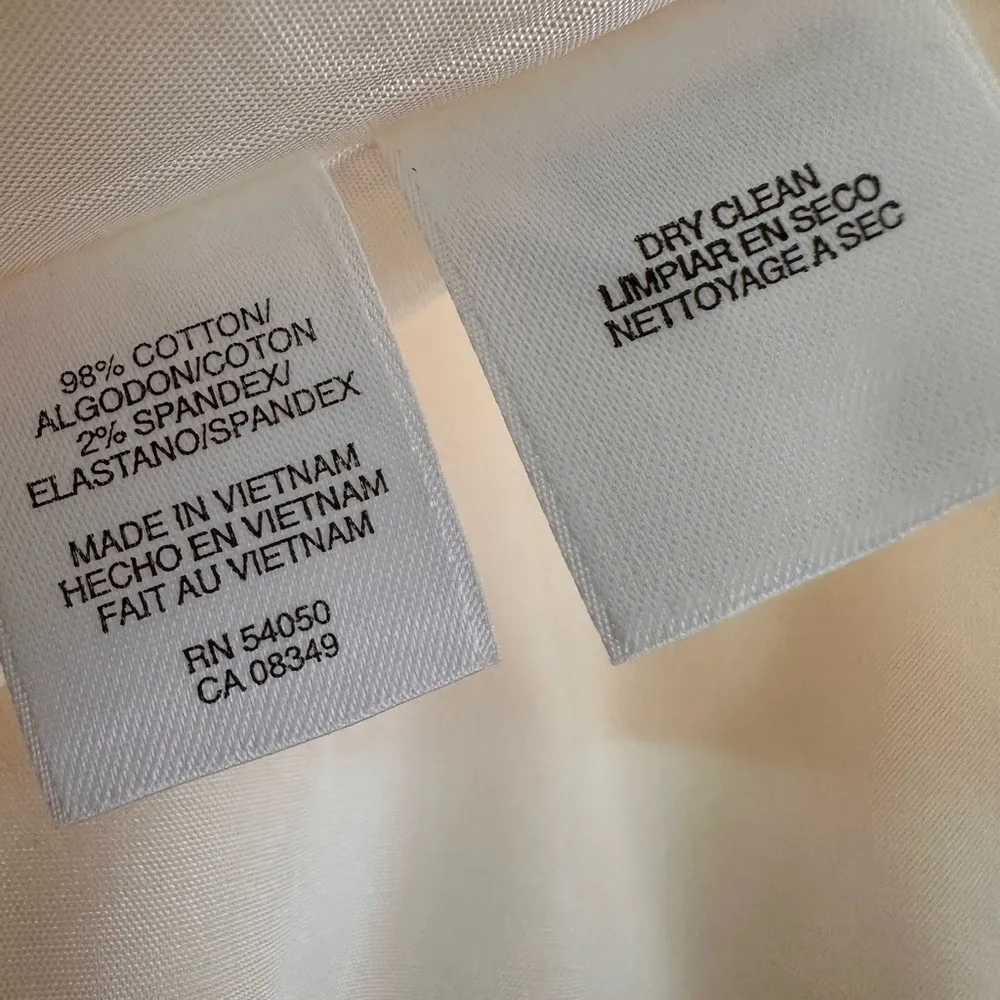 98% COTTON/
ALGODON/COTON
2% SPANDEX/
ELASTANO/SPANDEX
MADE IN VIETNAM
HECHO EN VIETNAM
FAIT AU VIETNAM
RN 54050
CA 08349
DRY CLEAN
LIMPIAR EN SECO
NETTOYAGE A SEC